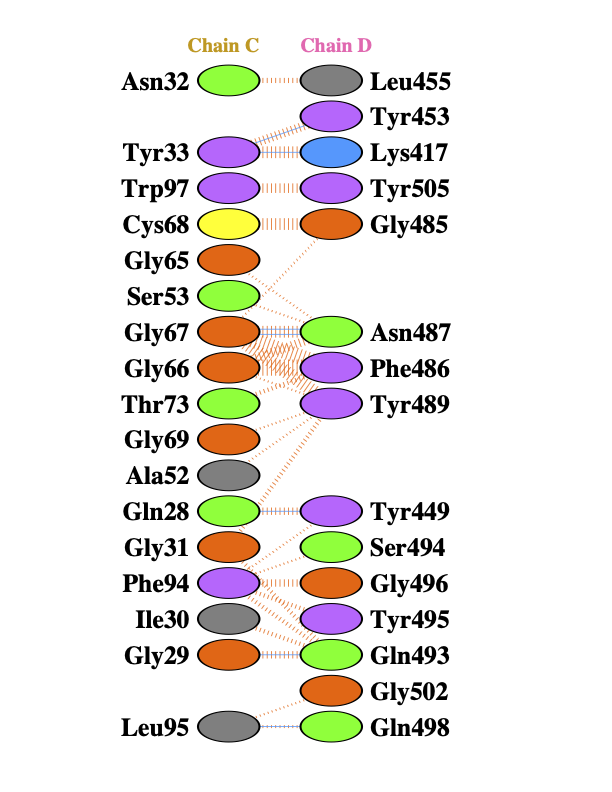 Chain C Chain D
Asn32 Leu455
Tyr453
Tyr33 Lys417
Trp97 Tyr505
Cys68 Gly485
Gly65
Ser53
Gly67 Asn487
Gly66 Phe486
Thr73 Tyr489
Gly69
Ala52
Gln28 Tyr449
Gly31 Ser494
Phe94 Gly496
Ile30 Tyr495
Gly29 Gln493
Gly502
Leu95 Gln498